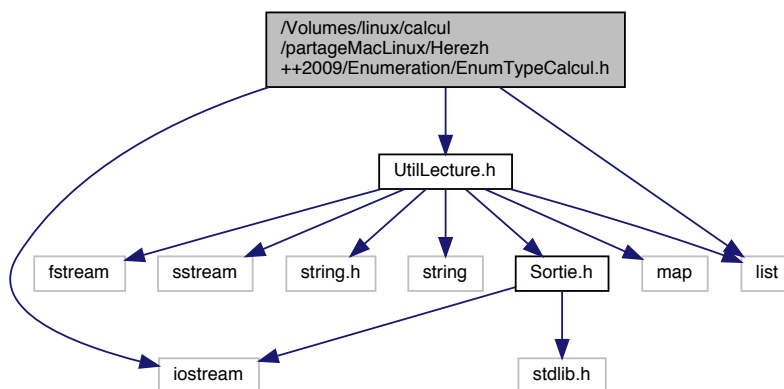 /Volumes/linux/calcul
/partageMacLinux/Herezh
++2009/Enumeration/EnumTypeCalcul.h
UtilLecture.h
fstream
sstream
string.h
string
Sortie.h
map
list
iostream
stdlib.h